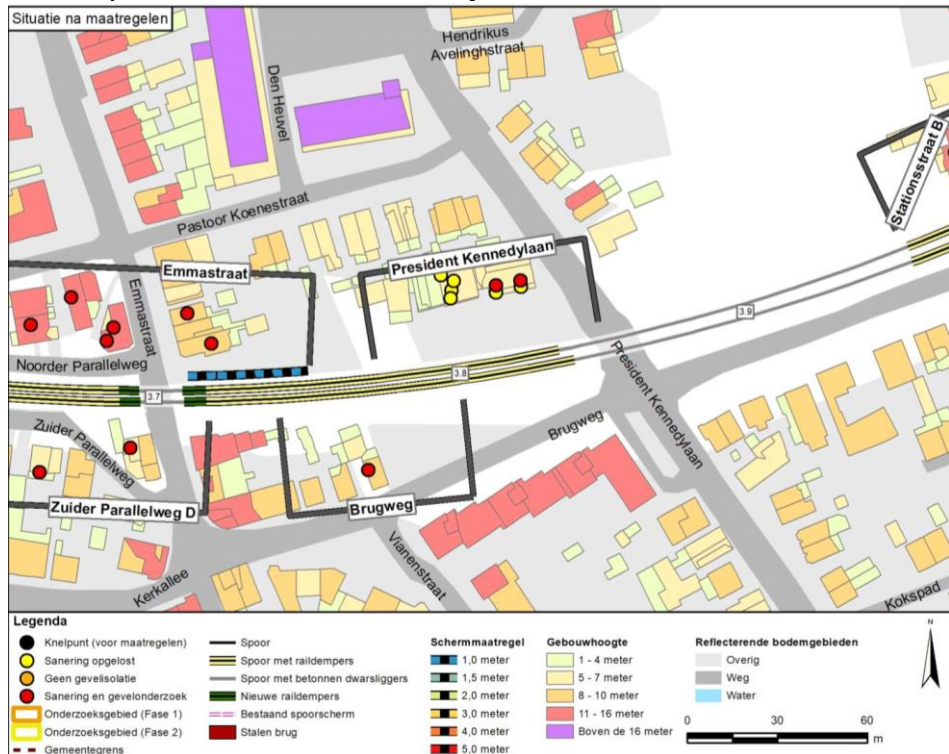 Situatie na maatregelen
Hendrikus
Avelinghstraat
Den Heuvel
Stationsstraat B
Pastoor Koenestraat
President Kennedylaan
Emmastraat
Emmastraat
Noorder Parallelweg
3.9
3.8
3.7
President Kennedylaan
Zuider Parallelweg
Brugweg
Zuider Parallelweg D
Brugweg
Vianenstraat
Kerkallee
Kokspad
Legenda
Knelpunt (voor maatregelen)
Sanering opgelost
Geen gevelisolatie
Sanering en gevelonderzoek
Onderzoeksgebied (Fase 1)
Onderzoeksgebied (Fase 2)
Gemeentegrens
Spoor
Spoor met raildempers
Spoor met betonnen dwarsliggers
Nieuwe raildempers
Bestaand spoorscherm
Stalen brug
Schermmaatregel
1,0 meter
1,5 meter
2,0 meter
3,0 meter
4,0 meter
5,0 meter
Gebouwhoogte
1 - 4 meter
5 - 7 meter
8 - 10 meter
11 - 16 meter
Boven de 16 meter
Reflecterende bodemgebieden
Overig
Weg
Water
N
0 30 60
m